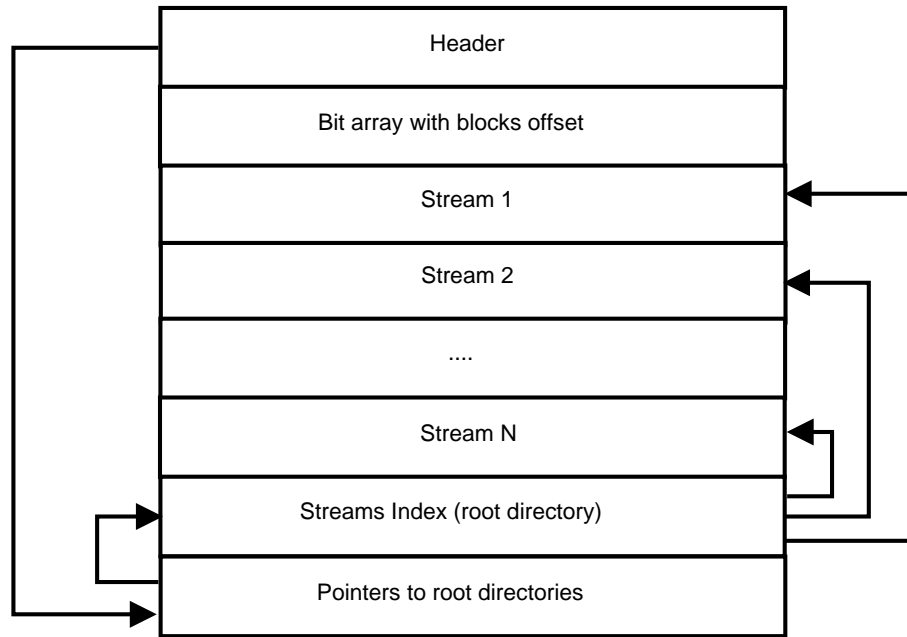 Header
Bit array with blocks offset
Stream 1
Stream 2
....
Stream N
Streams Index (root directory)
Pointers to root directories